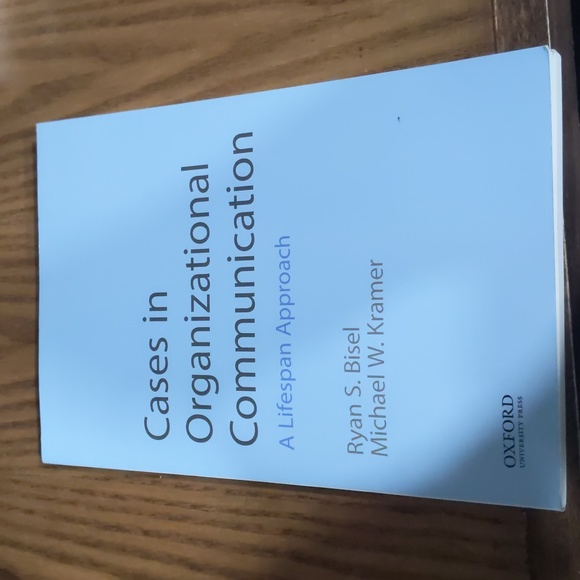 Cases in
Organizational
Communication
A Lifespan Approach
Ryan S. Bisel
Michael W. Kramer
OXFORD
UNIVERSITY PRESS